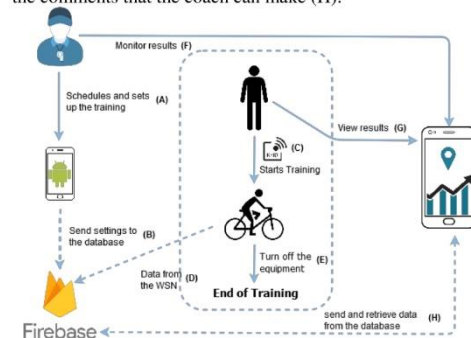 the comments that the coach can make (H).
Monitor results (F)
Schedules and sets
up the training (A)
(C)
View results (G)
Starts Training
Send settings to
the database (B)
Data from
the WSN (D)
Turn off the
equipment (E)
End of Training
send and retrieve data
from the database (H)
Firebase